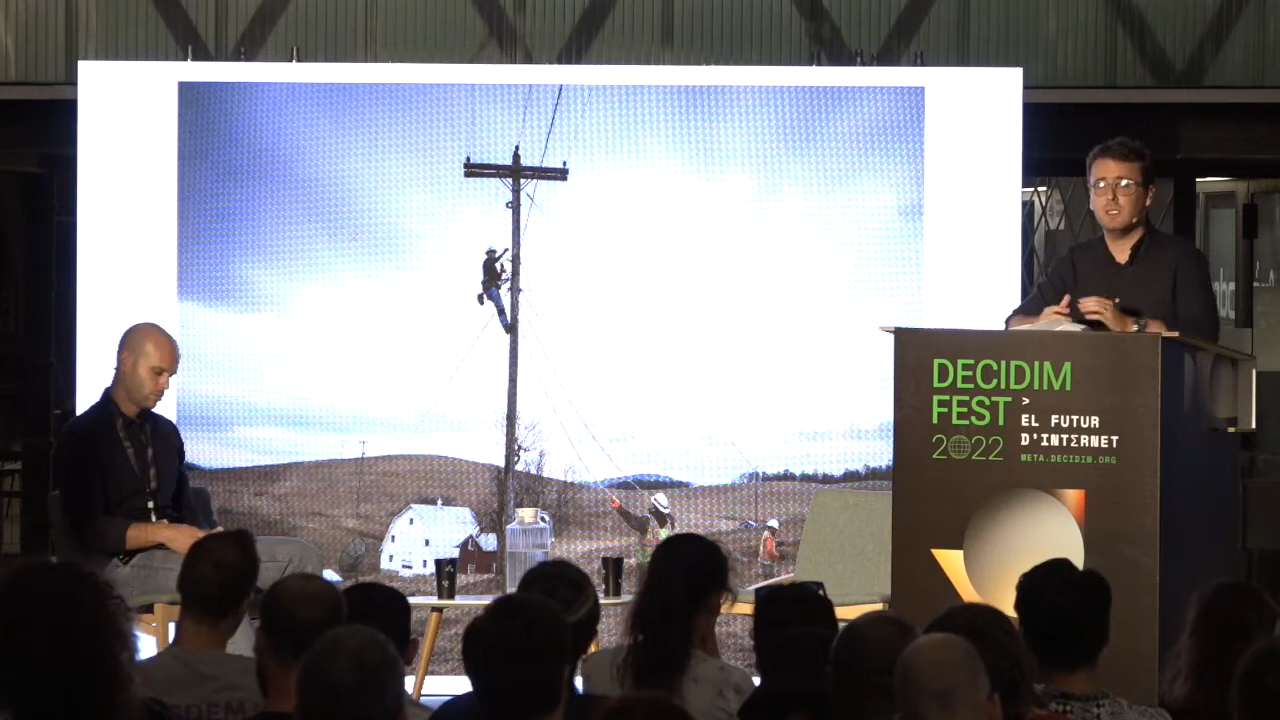 DECIDIM
FEST >
2022
EL FUTUR
D'INTΣRNET
META.DECIDIM.ORG